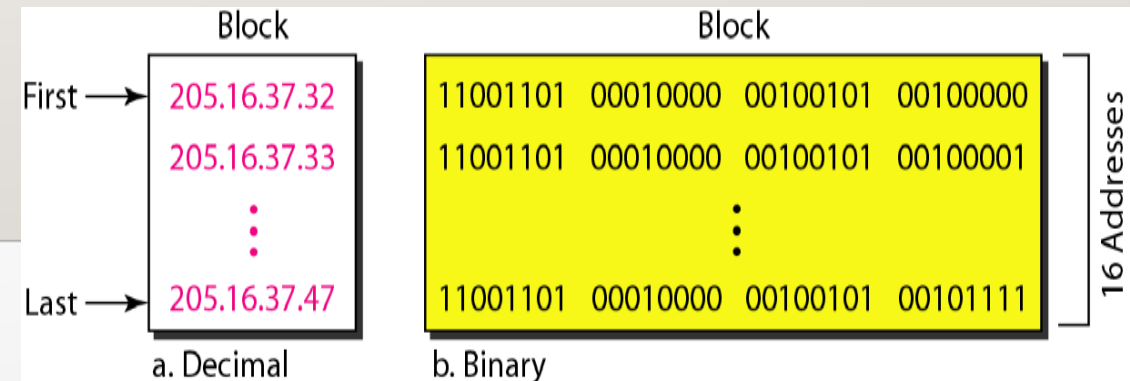 Block Block
First 205.16.37.32 11001101 00010000 00100101 00100000
205.16.37.33 11001101 00010000 00100101 00100001
Last 205.16.37.47 11001101 00010000 00100101 00101111
16 Addresses
a. Decimal b. Binary